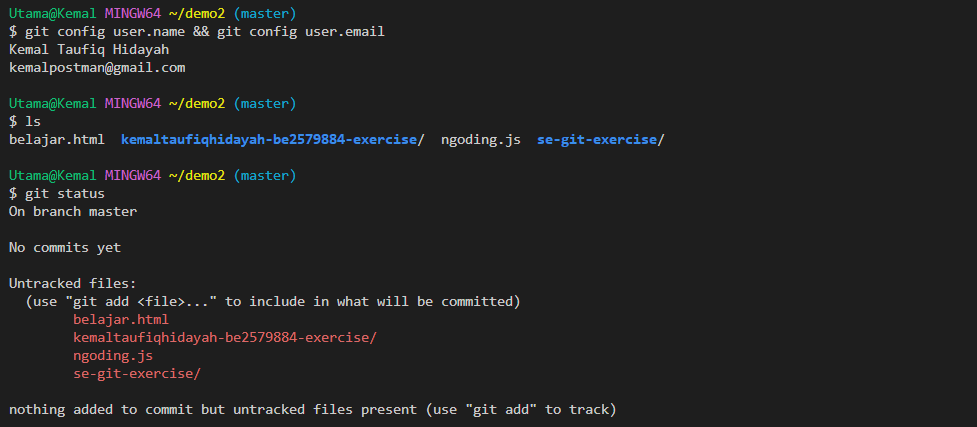 Utama@Kemal MINGW64 ~/demo2 (master)
$ git config user.name && git config user.email
Kemal Taufiq Hidayah
kemalpostman@gmail.com
Utama@Kemal MINGW64 ~/demo2 (master)
$ ls
belajar.html  kemaltaufiqhidayah-be2579884-exercise/  ngoding.js  se-git-exercise/
Utama@Kemal MINGW64 ~/demo2 (master)
$ git status
On branch master
No commits yet
Untracked files:
  (use "git add <file>..." to include in what will be committed)
        belajar.html
        kemaltaufiqhidayah-be2579884-exercise/
        ngoding.js
        se-git-exercise/
nothing added to commit but untracked files present (use "git add" to track)